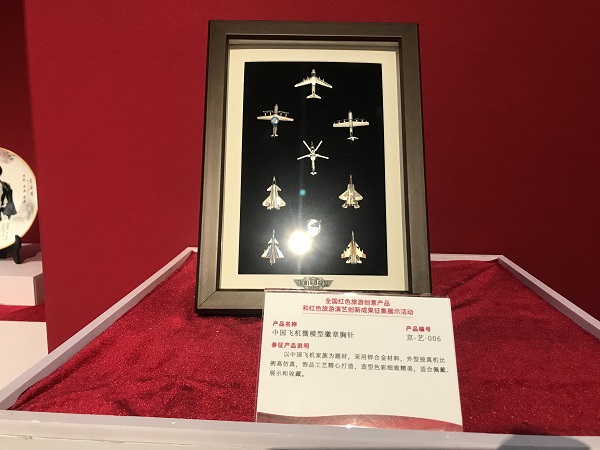 全国红色旅游创意产品
和红色旅游演艺创新成果征集展示活动
产品名称 产品编号
中国飞机微模型徽章胸针 京-艺-006
参征产品说明
以中国飞机家族为题材，采用锌合金材料，外型按真机比
例高仿真，饰品工艺精心打造，造型色彩细致精美，适合佩戴、
展示和收藏。